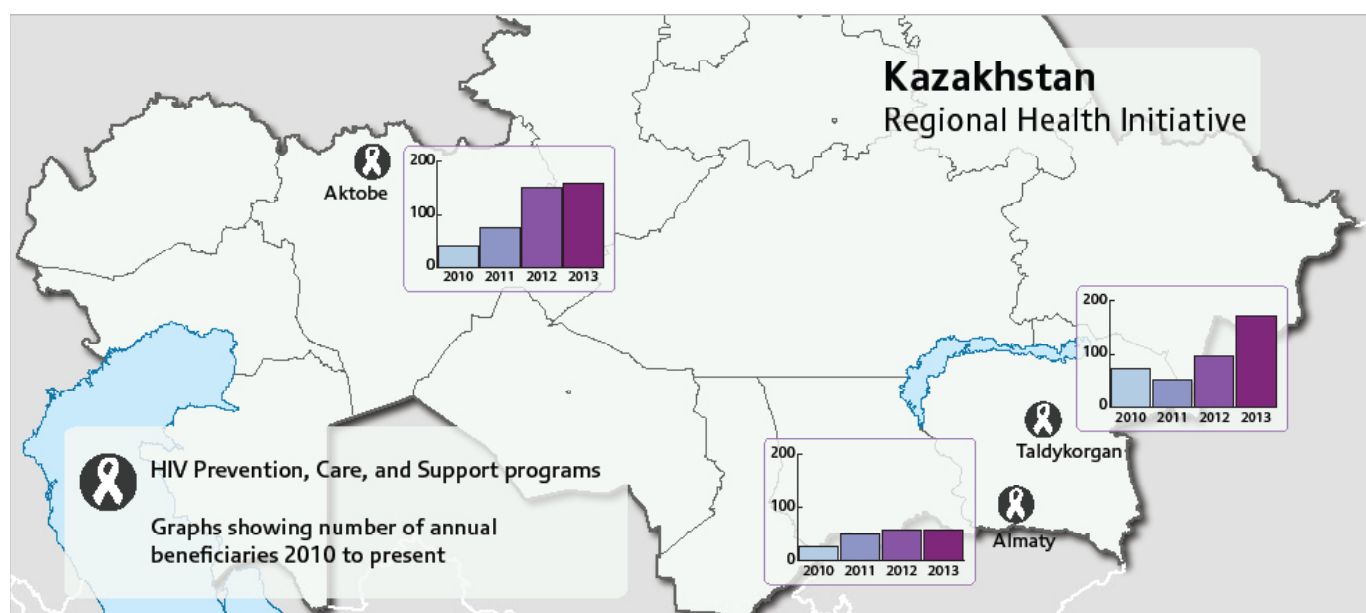 Kazakhstan
Regional Health Initiative
Aktobe
200
100
0
2010 2011 2012 2013
200
100
0
2010 2011 2012 2013
Taldykorgan
200
100
0
2010 2011 2012 2013
Almaty
HIV Prevention, Care, and Support programs
Graphs showing number of annual
beneficiaries 2010 to present